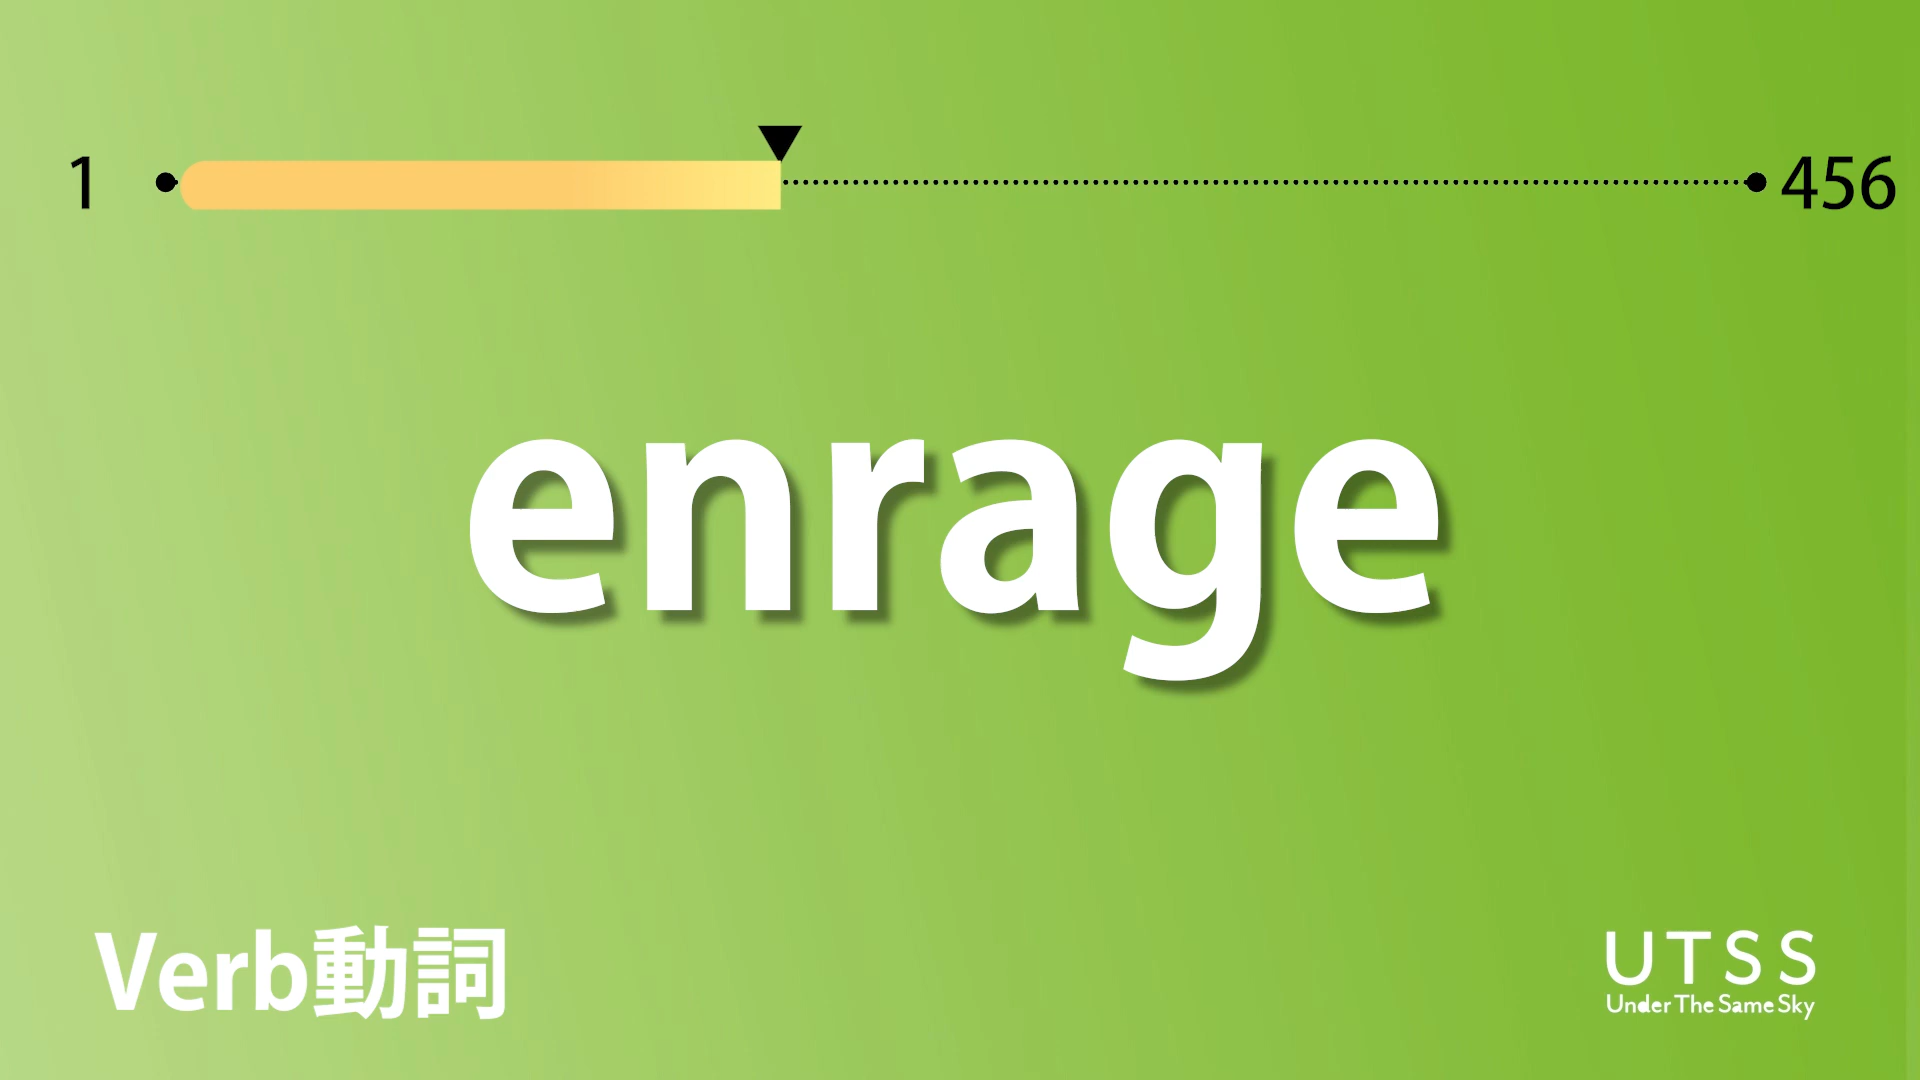 1
456
enrage
Verb動詞
UTSS
Under The Same Sky